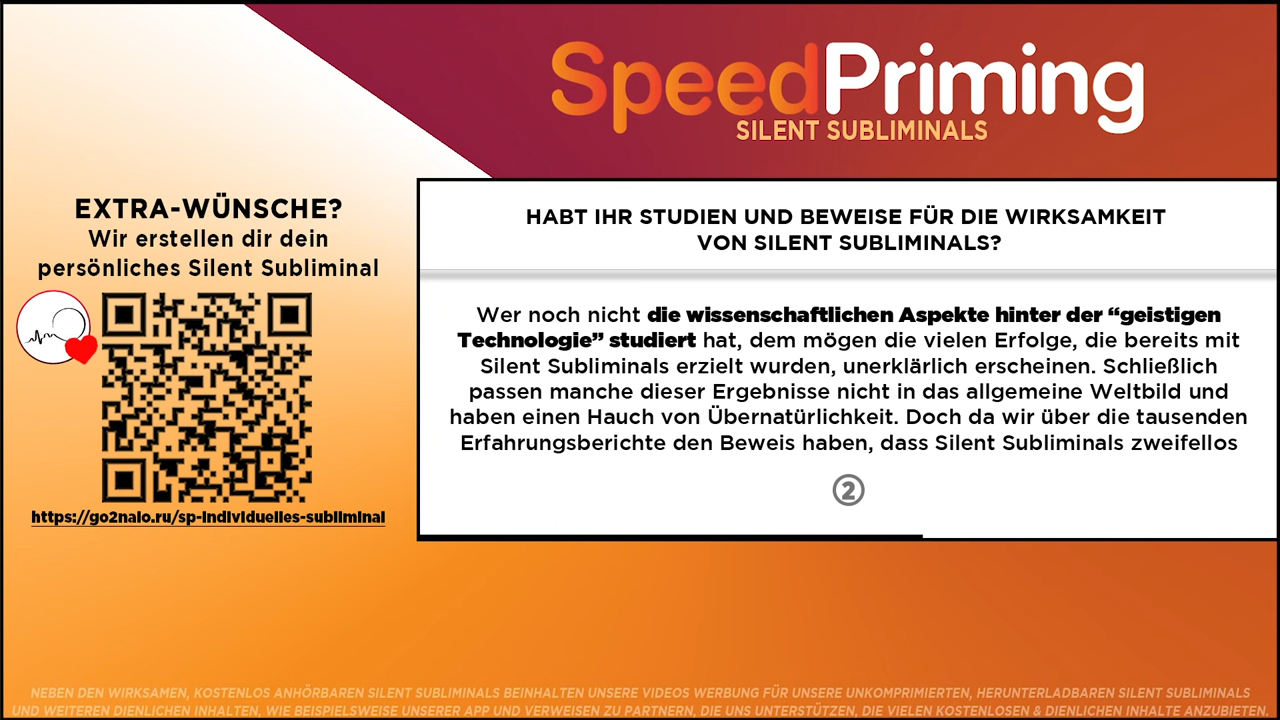 SpeedPriming
SILENT SUBLIMINALS
EXTRA-WÜNSCHE?
Wir erstellen dir dein
persönliches Silent Subliminal
https://go2nalo.ru/sp-individuelles-subliminal
HABT IHR STUDIEN UND BEWEISE FÜR DIE WIRKSAMKEIT
VON SILENT SUBLIMINALS?
Wer noch nicht die wissenschaftlichen Aspekte hinter der “geistigen
Technologie” studiert hat, dem mögen die vielen Erfolge, die bereits mit
Silent Subliminals erzielt wurden, unerklärlich erscheinen. Schließlich
passen manche dieser Ergebnisse nicht in das allgemeine Weltbild und
haben einen Hauch von Übernatürlichkeit. Doch da wir über die tausenden
Erfahrungsberichte den Beweis haben, dass Silent Subliminals zweifellos
2
NEBEN DEN WIRKSAMEN, KOSTENLOS ANHÖRBAREN SILENT SUBLIMINALS BEINHALTEN UNSERE VIDEOS WERBUNG FÜR UNSERE UNKOMPRIMIERTEN, HERUNTERLADBAREN SILENT SUBLIMINALS
UND WEITEREN DIENLICHEN INHALTEN, WIE BEISPIELSWEISE UNSERER APP UND VERWEISEN ZU PARTNERN, DIE UNS UNTERSTÜTZEN, DIE VIELEN KOSTENLOSEN & DIENLICHEN INHALTE ANZUBIETEN.